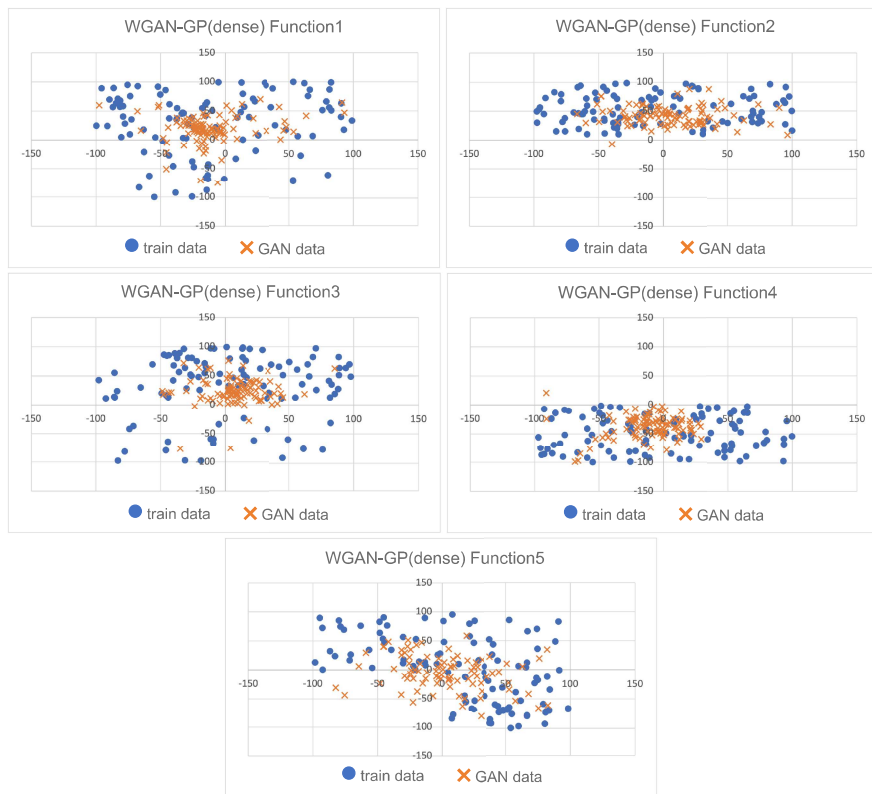 WGAN-GP(dense) Function1
150
100
50
0
-150 -100 -50 0 50 100 150
-50
-100
-150
train data GAN data
WGAN-GP(dense) Function2
150
100
50
0
-150 -100 -50 0 50 100 150
-50
-100
-150
train data GAN data
WGAN-GP(dense) Function3
150
100
50
0
-150 -100 -50 0 50 100 150
-50
-100
-150
train data GAN data
WGAN-GP(dense) Function4
150
100
50
0
-150 -100 -50 0 50 100 150
-50
-100
-150
train data GAN data
WGAN-GP(dense) Function5
150
100
50
0
-150 -100 -50 0 50 100 150
-50
-100
-150
train data GAN data